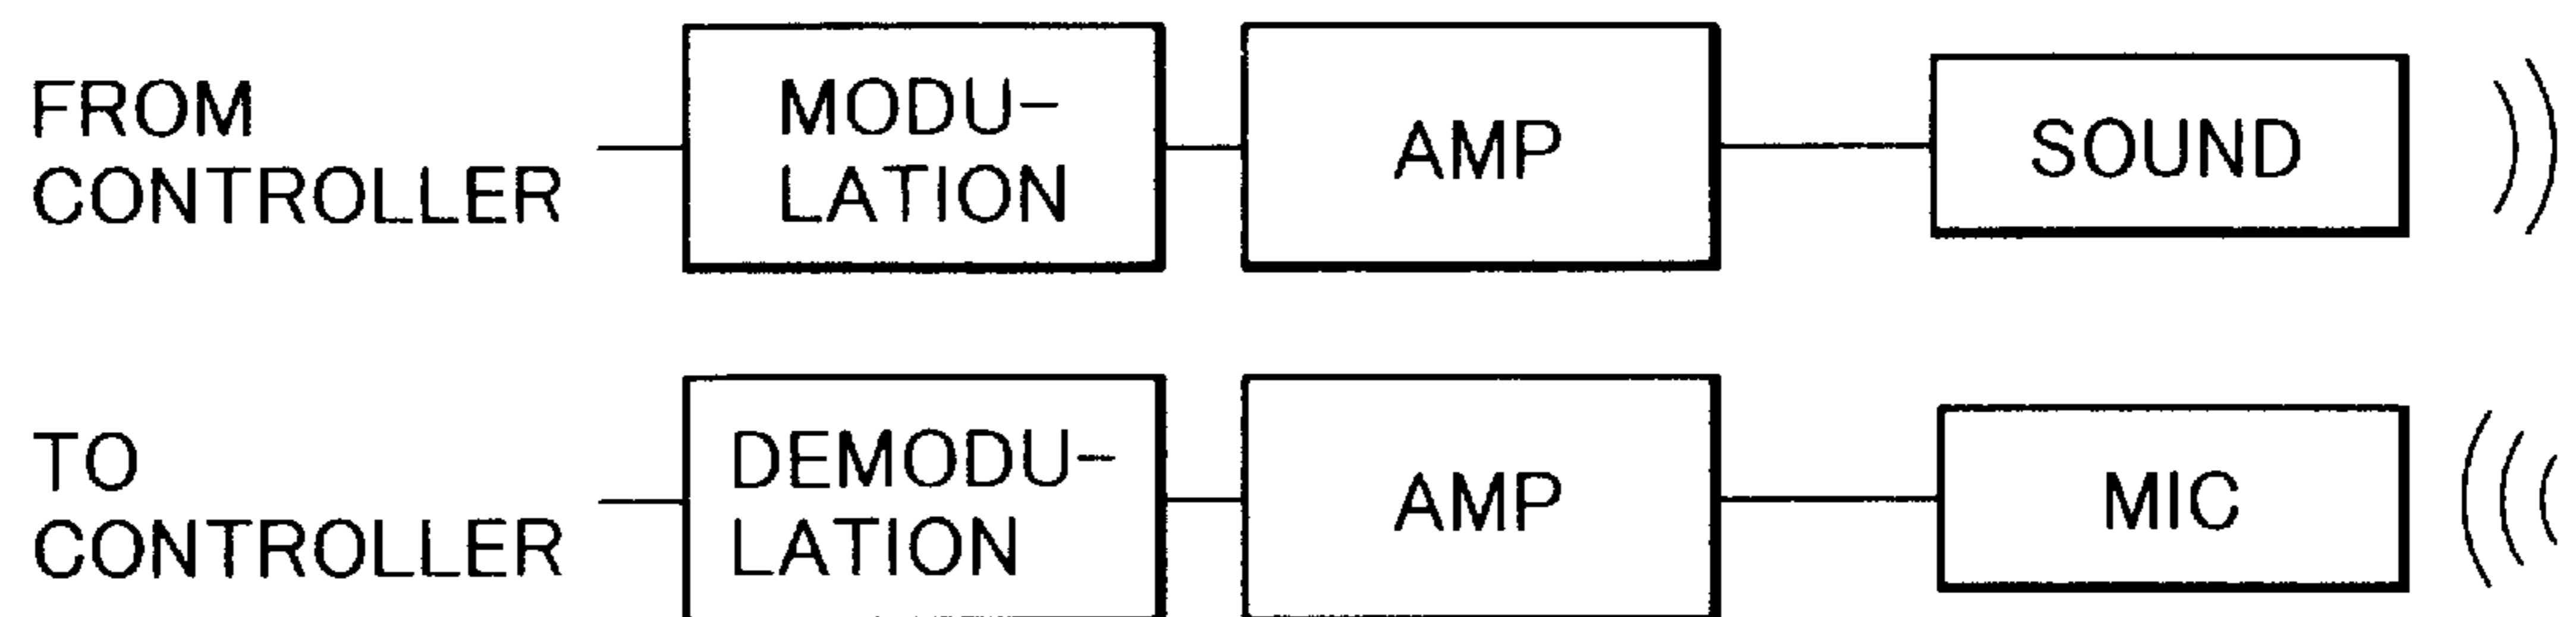 FROM
CONTROLLER
MODU-
LATION
AMP
SOUND
TO
CONTROLLER
DEMODU-
LATION
AMP
MIC